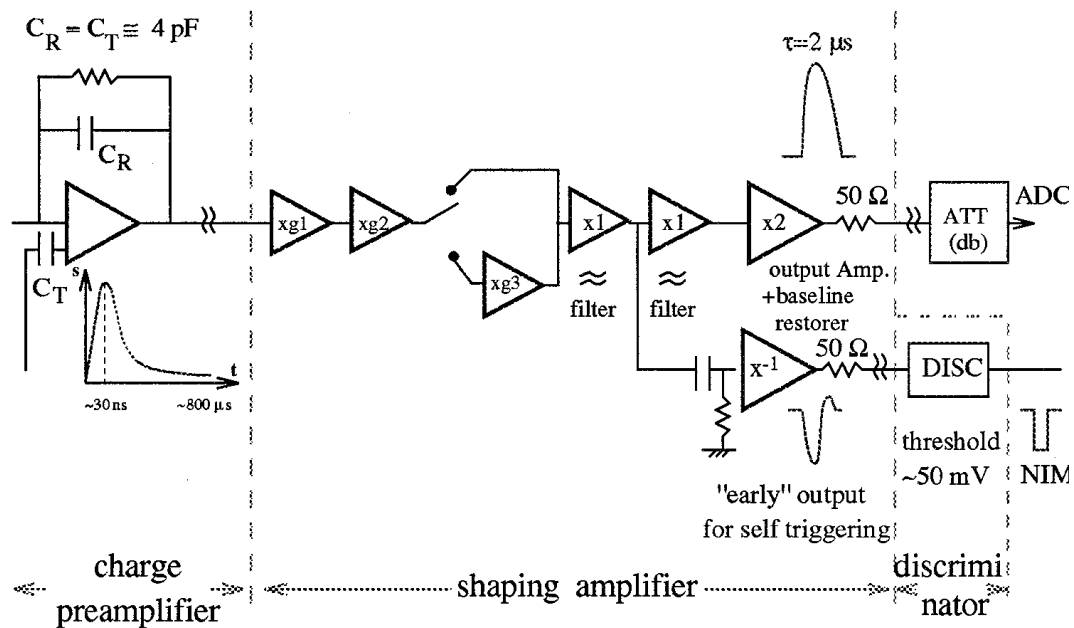 C_R = C_T ≅ 4 pF
τ=2 µs
C_R
50 Ω
ADC
xg1
xg2
x1
x1
x2
ATT
(db)
C_T
s
xg3
≈
filter
≈
filter
output Amp.
+baseline
restorer
t
~30 ns
~800 µs
x-1
50 Ω
DISC
threshold
~50 mV
NIM
"early" output
for self triggering
charge
preamplifier
shaping amplifier
discrimi
nator